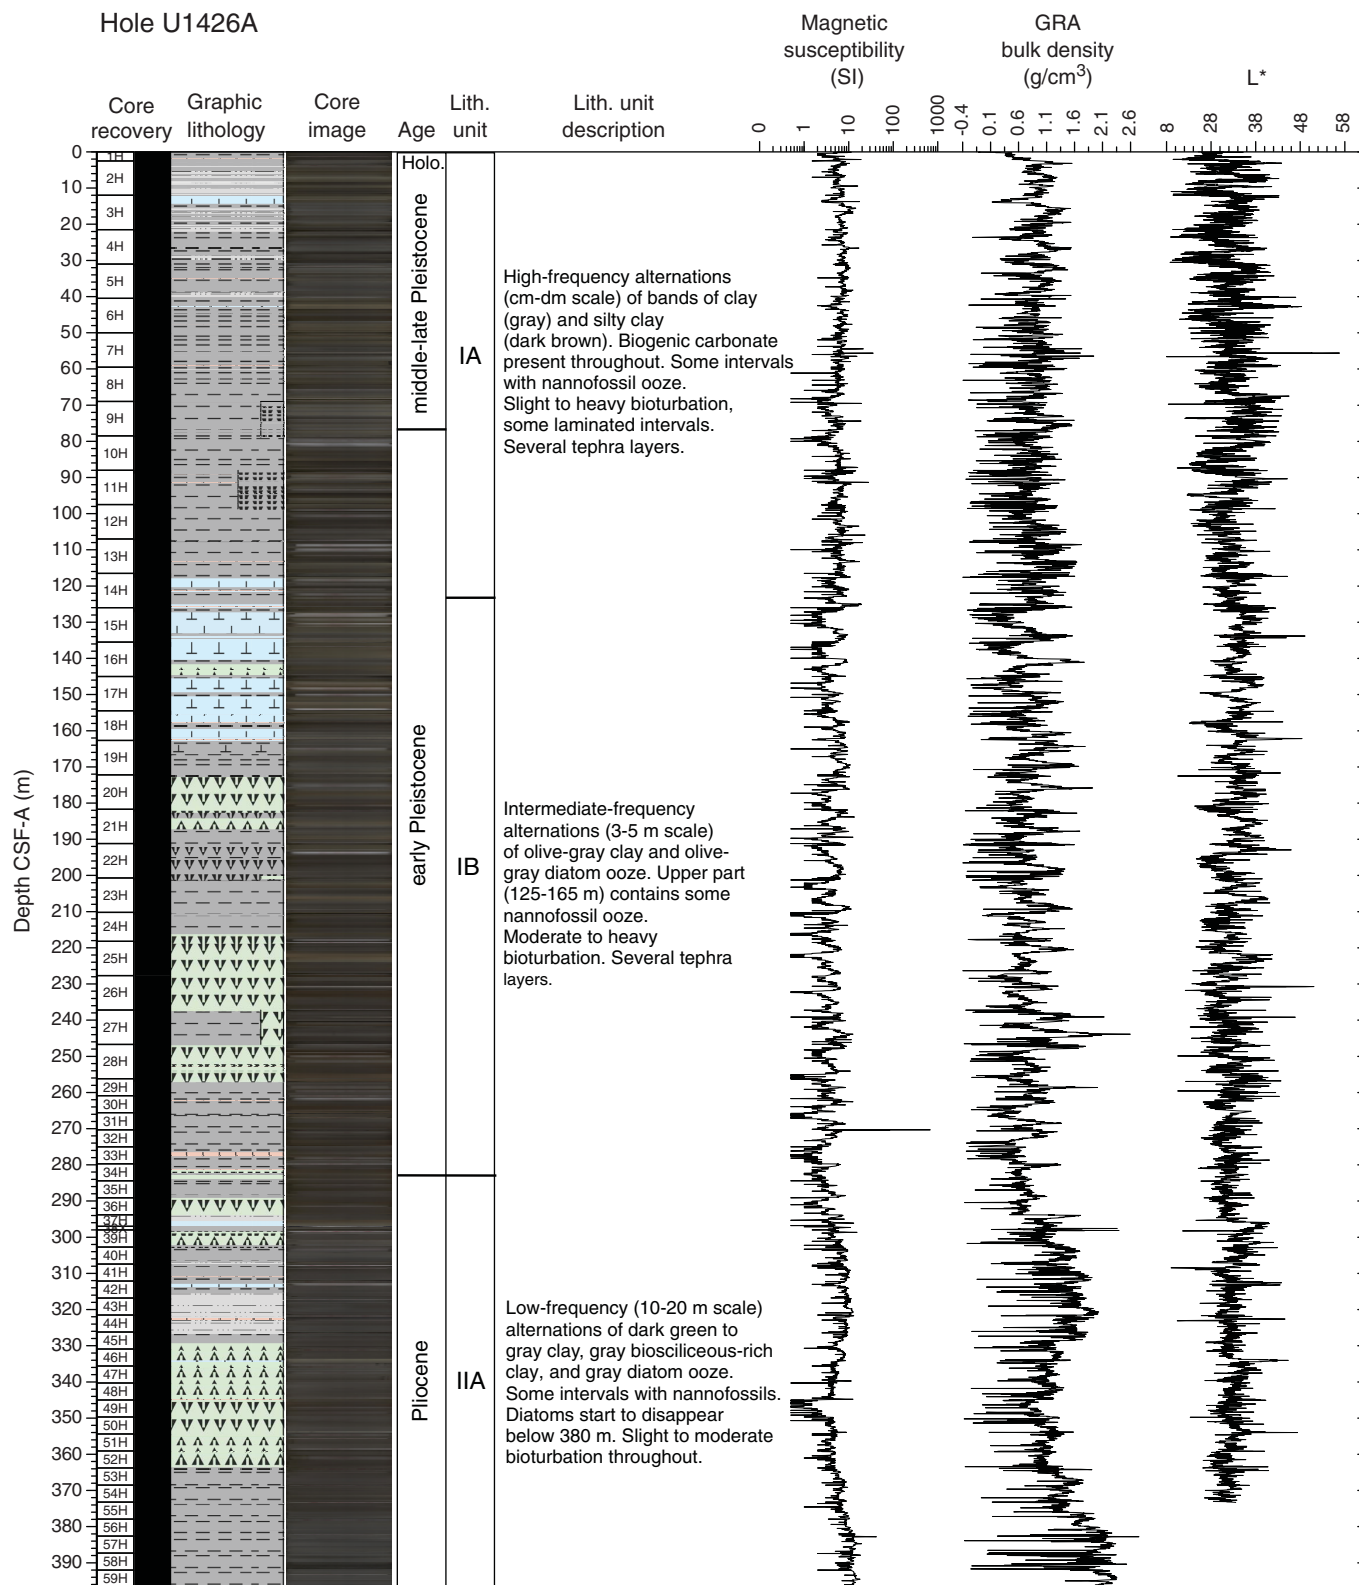 Hole U1426A
Magnetic
susceptibility
(SI)
GRA
bulk density
(g/cm3)
L*
Core
recovery
Graphic
lithology
Core
image
Age
Lith.
unit
Lith. unit
description
0 1 10 100 1000
-0.4 0.1 0.6 1.1 1.6 2.1 2.6
8 28 38 48 58
Depth CSF-A (m)
0
10
20
30
40
50
60
70
80
90
100
110
120
130
140
150
160
170
180
190
200
210
220
230
240
250
260
270
280
290
300
310
320
330
340
350
360
370
380
390
1H
2H
3H
4H
5H
6H
7H
8H
9H
10H
11H
12H
13H
14H
15H
16H
17H
18H
19H
20H
21H
22H
23H
24H
25H
26H
27H
28H
29H
30H
31H
32H
33H
34H
35H
36H
37H
39H
40H
41H
42H
43H
44H
45H
46H
47H
48H
49H
50H
51H
52H
53H
54H
55H
56H
57H
58H
59H
Holo.
middle-late Pleistocene
early Pleistocene
Pliocene
IA
IB
IIA
High-frequency alternations
(cm-dm scale) of bands of clay
(gray) and silty clay
(dark brown). Biogenic carbonate
present throughout. Some intervals
with nannofossil ooze.
Slight to heavy bioturbation,
some laminated intervals.
Several tephra layers.
Intermediate-frequency
alternations (3-5 m scale)
of olive-gray clay and olive-
gray diatom ooze. Upper part
(125-165 m) contains some
nannofossil ooze.
Moderate to heavy
bioturbation. Several tephra
layers.
Low-frequency (10-20 m scale)
alternations of dark green to
gray clay, gray biosciliceous-rich
clay, and gray diatom ooze.
Some intervals with nannofossils.
Diatoms start to disappear
below 380 m. Slight to moderate
bioturbation throughout.